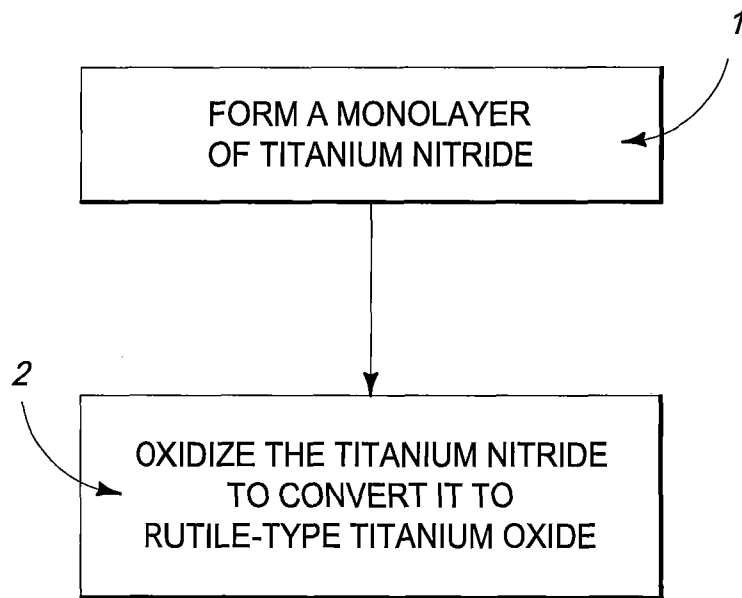 1
FORM A MONOLAYER
OF TITANIUM NITRIDE
2
OXIDIZE THE TITANIUM NITRIDE
TO CONVERT IT TO
RUTILE-TYPE TITANIUM OXIDE